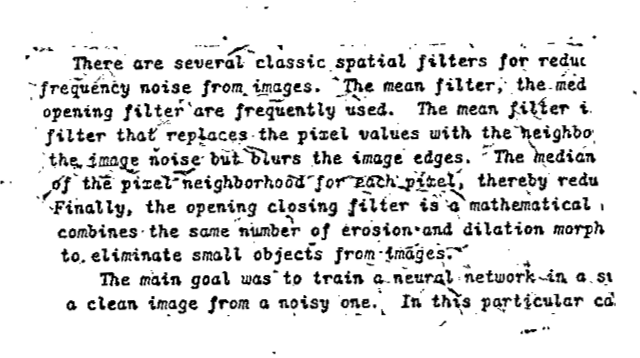 There are several classic spatial filters for reduc
frequency noise from images. The mean filter, the med
opening filter are frequently used. The mean filter i
filter that replaces the pixel values with the neighbo
the image noise but blurs the image edges. The median
of the pixel neighborhood for each pixel, thereby redu
Finally, the opening closing filter is a mathematical
combines the same number of erosion and dilation morph
to eliminate small objects from images.
The main goal was to train a neural network in a su
a clean image from a noisy one. In this particular ca